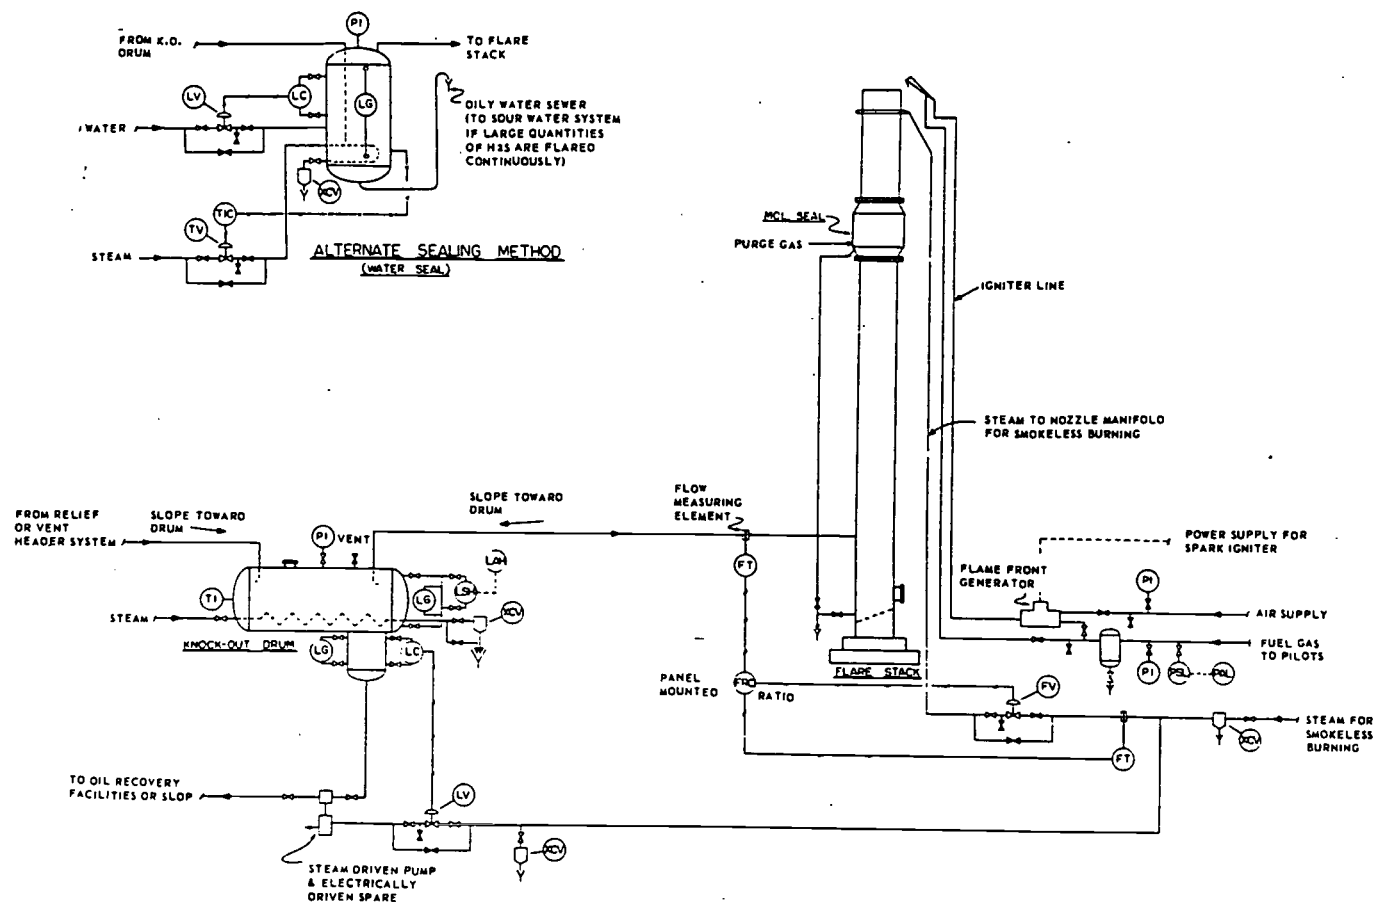 PI
FROM K.O.
DRUM
TO FLARE
STACK
LV
LC
LG
WATER
OILY WATER SEWER
(TO SOUR WATER SYSTEM
IF LARGE QUANTITIES
OF H2S ARE FLARED
CONTINUOUSLY)
XCV
TIC
TV
STEAM
ALTERNATE SEALING METHOD
(WATER SEAL)
MOL SEAL
PURGE GAS
IGNITER LINE
STEAM TO NOZZLE MANIFOLD
FOR SMOKELESS BURNING
FROM RELIEF
OR VENT
HEADER SYSTEM
SLOPE TOWARD
DRUM
PI
VENT
SLOPE TOWARD
DRUM
FLOW
MEASURING
ELEMENT
FT
LAH
LSH
LG
XCV
TI
STEAM
KNOCK-OUT DRUM
LG
LC
POWER SUPPLY FOR
SPARK IGNITER
FLAME FRONT
GENERATOR
PI
AIR SUPPLY
FUEL GAS
TO PILOTS
PI
PSL
PAL
FLARE STACK
PANEL
MOUNTED
FRC
RATIO
FV
FT
XCV
STEAM FOR
SMOKELESS
BURNING
TO OIL RECOVERY
FACILITIES OR SLOP
LV
XCV
STEAM DRIVEN PUMP
& ELECTRICALLY
DRIVEN SPARE